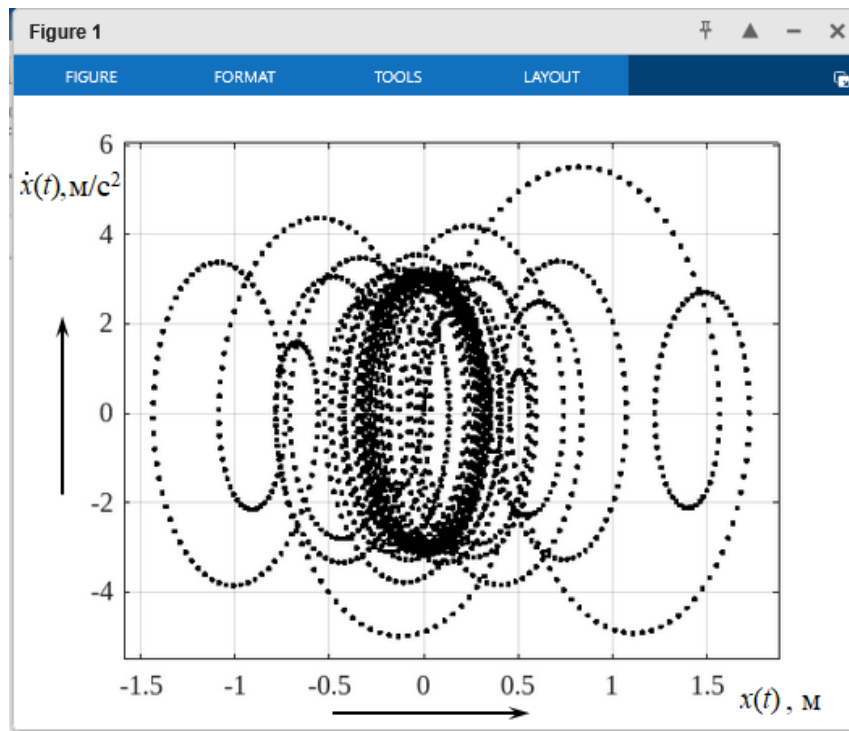 Figure 1
FIGURE FORMAT TOOLS LAYOUT
6
ẋ(t), м/с²
4
2
0
-2
-4
-1.5 -1 -0.5 0 0.5 1 1.5
x(t) , м